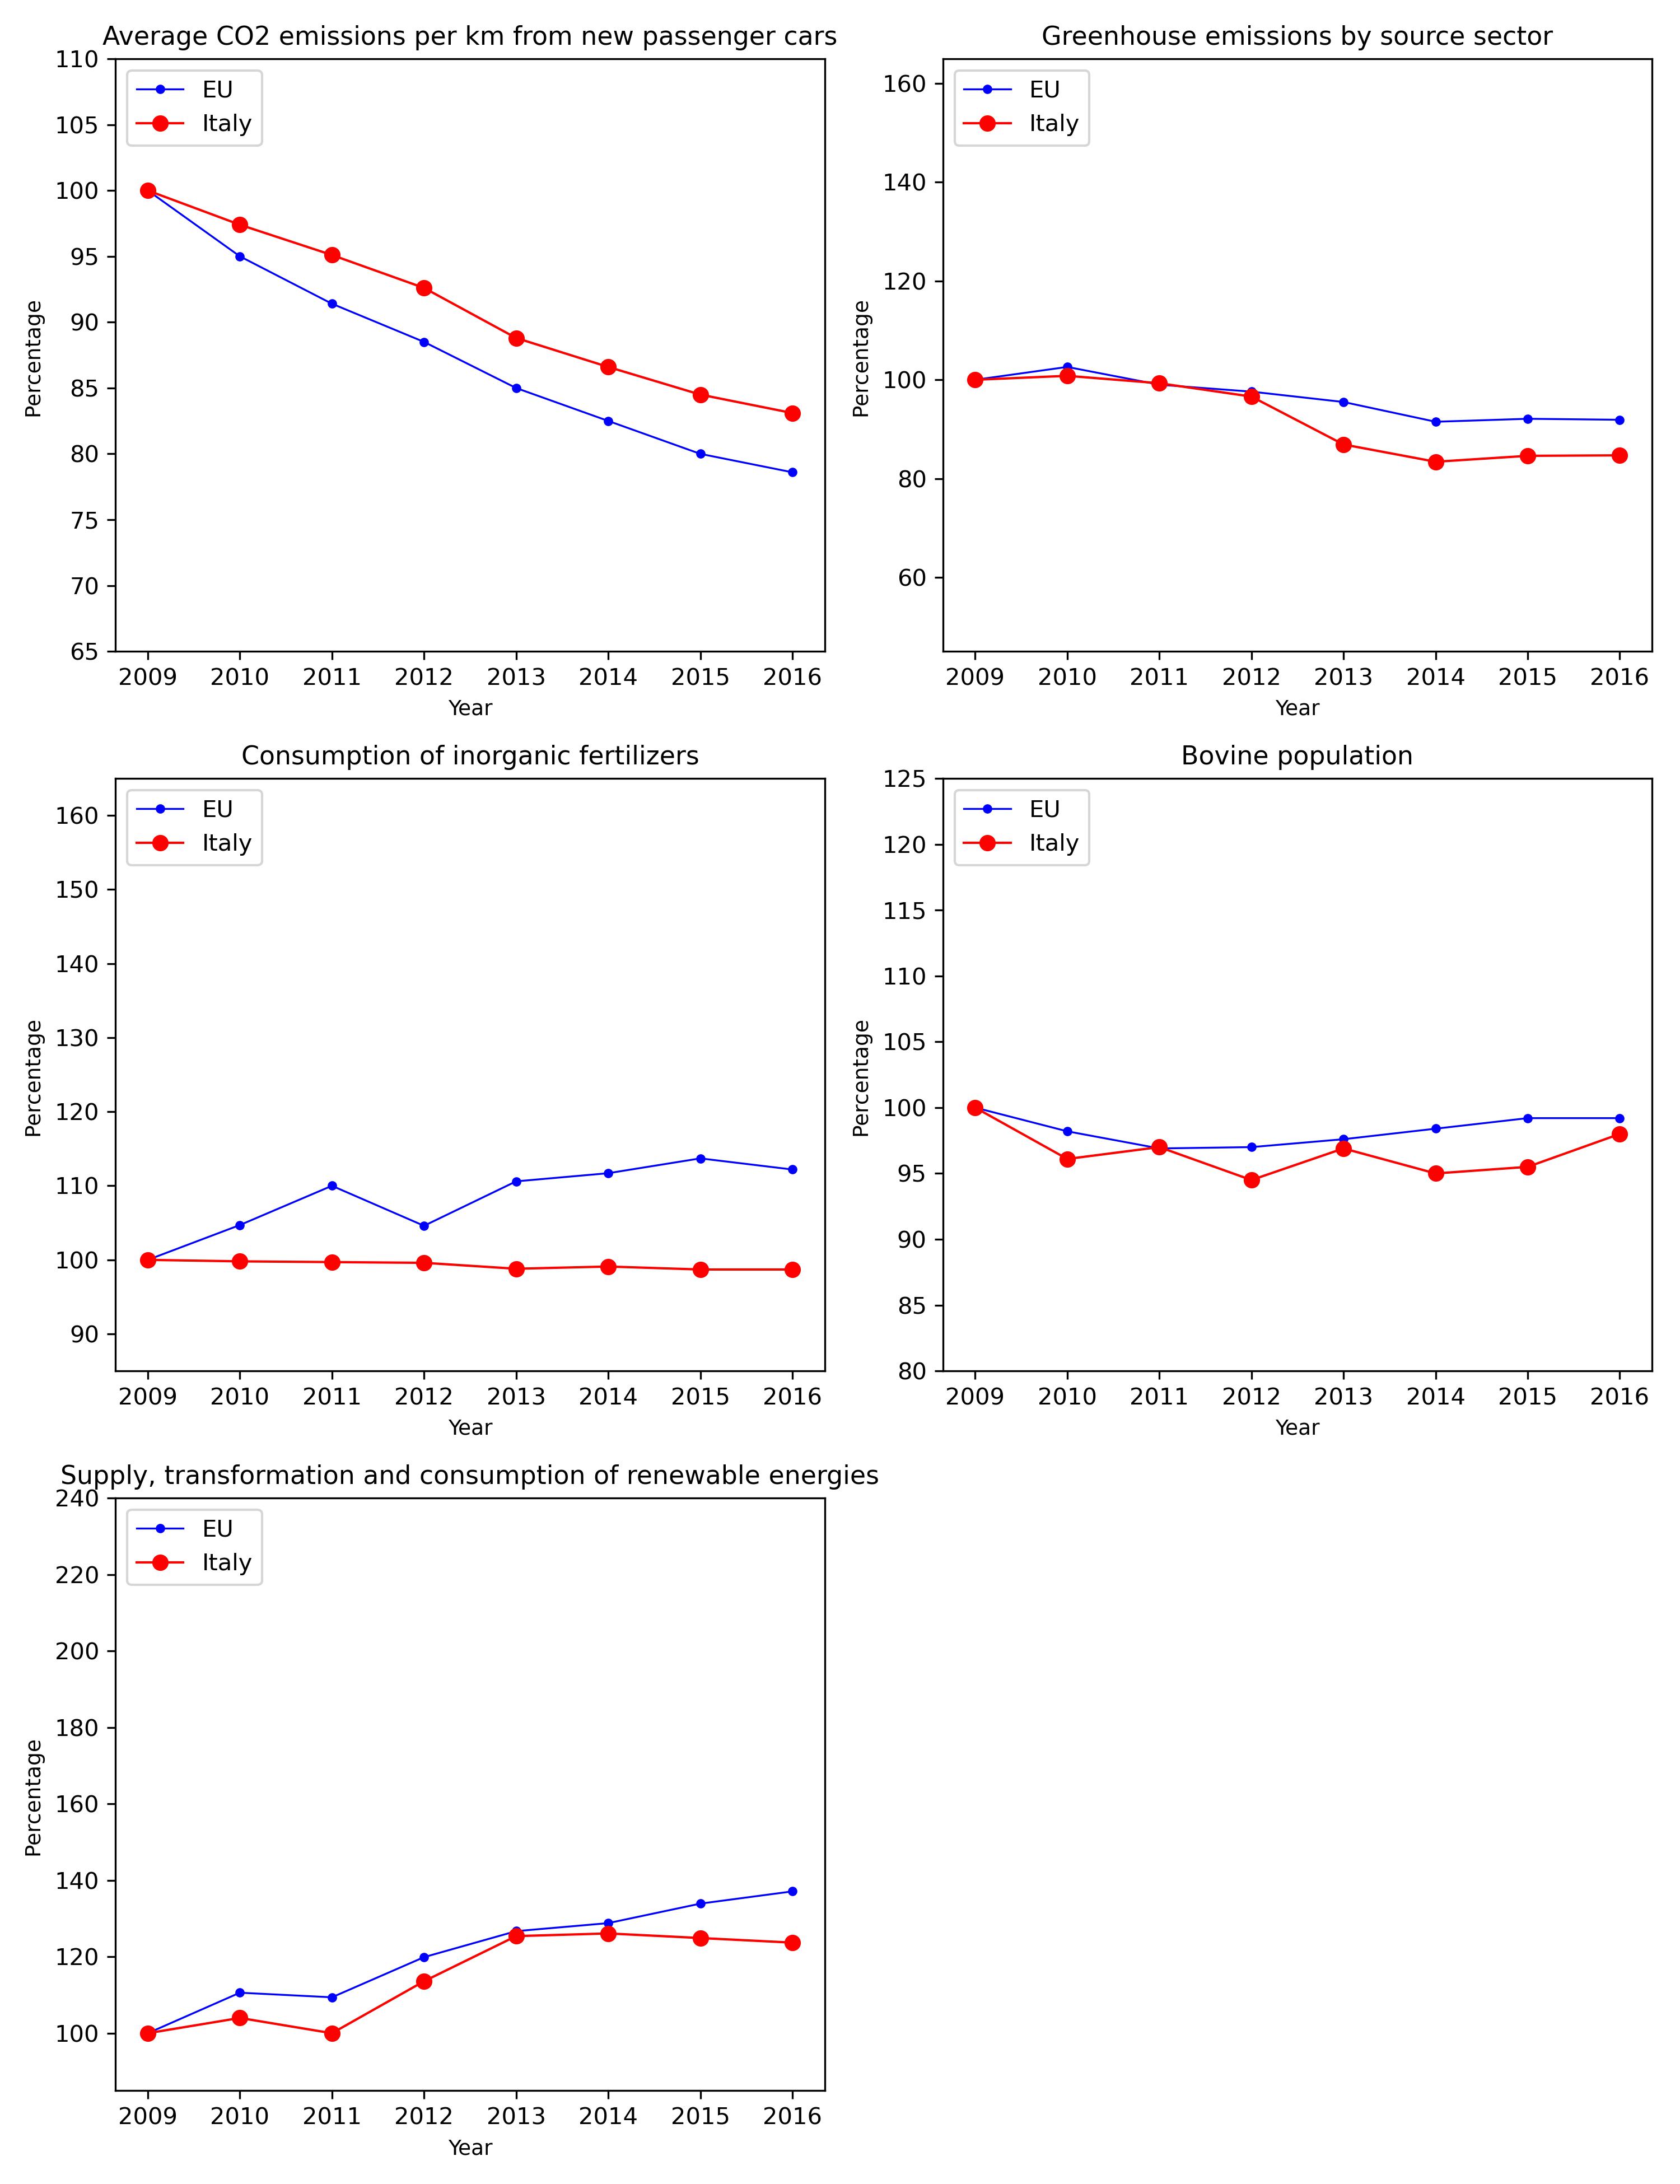 Average CO2 emissions per km from new passenger cars
110
105
100
95
90
85
80
75
70
65
Percentage
EU
Italy
2009 2010 2011 2012 2013 2014 2015 2016
Year
Greenhouse emissions by source sector
160
140
120
100
80
60
Percentage
EU
Italy
2009 2010 2011 2012 2013 2014 2015 2016
Year
Consumption of inorganic fertilizers
160
150
140
130
120
110
100
90
Percentage
EU
Italy
2009 2010 2011 2012 2013 2014 2015 2016
Year
Bovine population
125
120
115
110
105
100
95
90
85
80
Percentage
EU
Italy
2009 2010 2011 2012 2013 2014 2015 2016
Year
Supply, transformation and consumption of renewable energies
240
220
200
180
160
140
120
100
Percentage
EU
Italy
2009 2010 2011 2012 2013 2014 2015 2016
Year